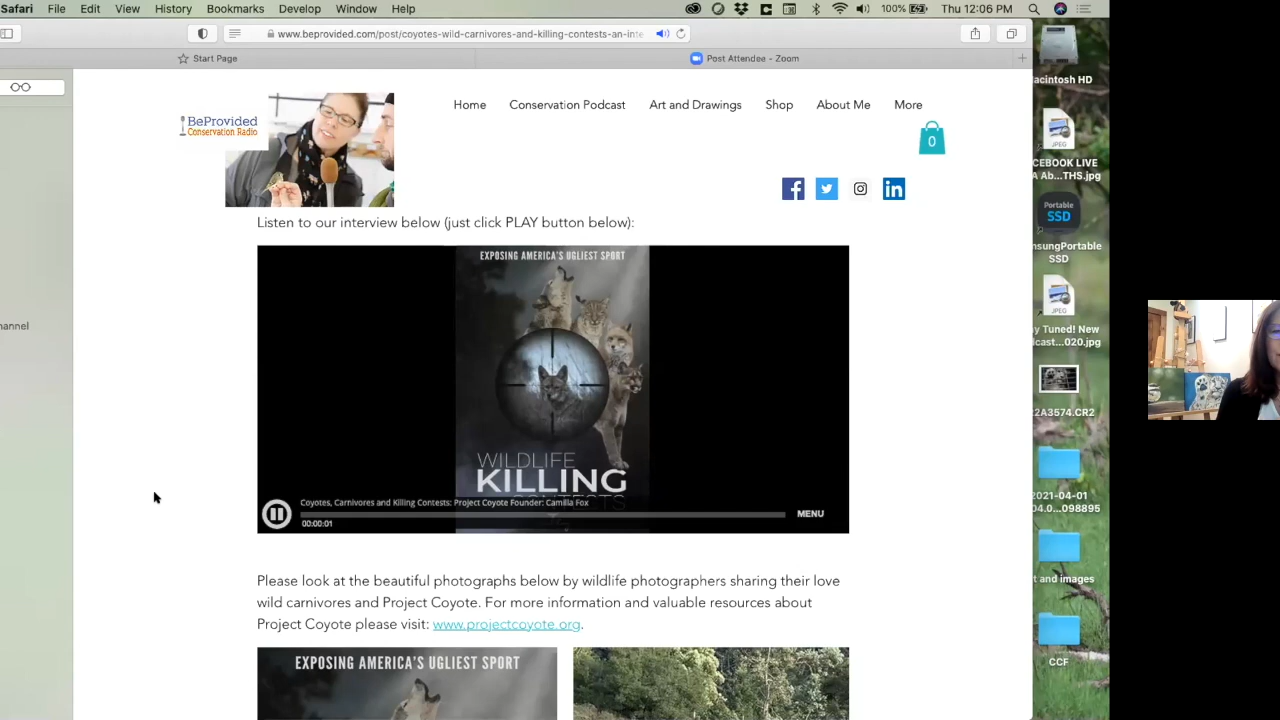 Safari File Edit View History Bookmarks Develop Window Help 100% Thu 12:06 PM
www.beprovided.com/post/coyotes-wild-carnivores-and-killing-contests-an-inte
Start Page
Post Attendee - Zoom
BeProvided
Conservation Radio
Home Conservation Podcast Art and Drawings Shop About Me More
0
Listen to our interview below (just click PLAY button below):
EXPOSING AMERICA'S UGLIEST SPORT
WILDLIFE
KILLING
CONTESTS
Coyotes, Carnivores and Killing Contests: Project Coyote Founder: Camilla Fox
00:00:01
MENU
Please look at the beautiful photographs below by wildlife photographers sharing their love
wild carnivores and Project Coyote. For more information and valuable resources about
Project Coyote please visit: www.projectcoyote.org.
EXPOSING AMERICA'S UGLIEST SPORT
hannel
acintosh HD
JPEG
CEBOOK LIVE
A Ab...THS.jpg
Portable
SSD
msungPortable
SSD
JPEG
y Tuned! New
dcast...020.jpg
2A3574.CR2
2021-04-01
04.0...098895
t and images
CCF